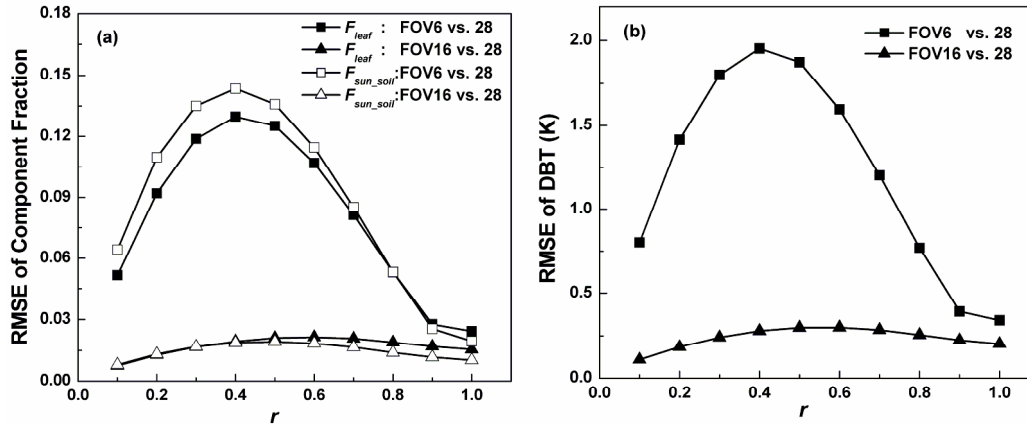 (a)
F_leaf : FOV6 vs. 28
F_leaf : FOV16 vs. 28
F_sun_soil : FOV6 vs. 28
F_sun_soil : FOV16 vs. 28
RMSE of Component Fraction
0.18
0.15
0.12
0.09
0.06
0.03
0.00
0.0 0.2 0.4 0.6 0.8 1.0
r
(b)
FOV6 vs. 28
FOV16 vs. 28
RMSE of DBT (K)
2.0
1.5
1.0
0.5
0.0
0.0 0.2 0.4 0.6 0.8 1.0
r